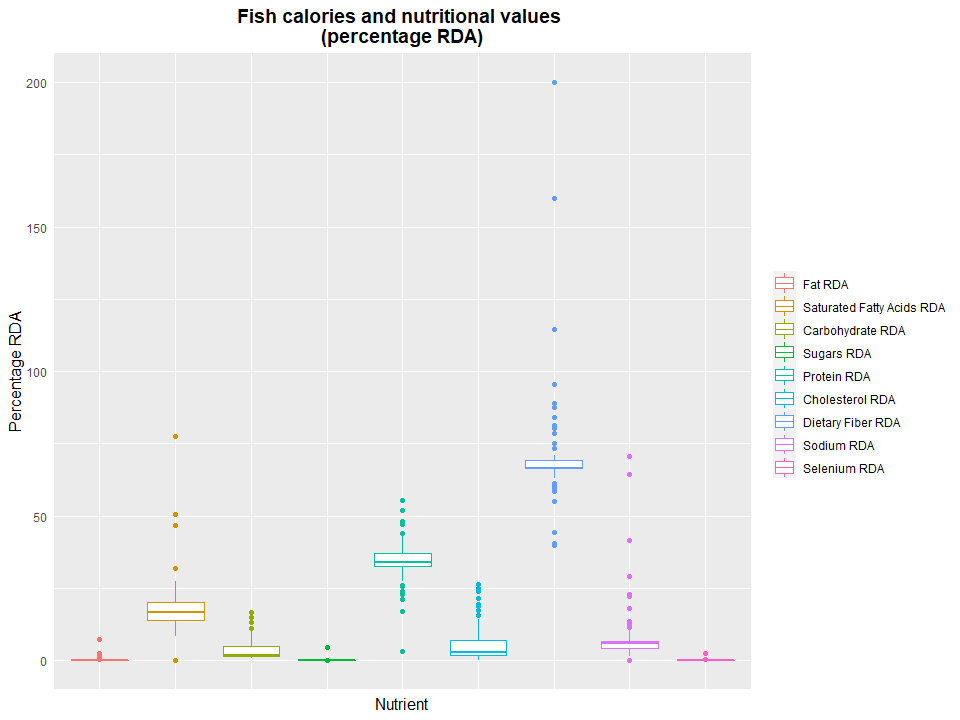 Fish calories and nutritional values
(percentage RDA)
200
150
100
50
0
Percentage RDA
Nutrient
Fat RDA
Saturated Fatty Acids RDA
Carbohydrate RDA
Sugars RDA
Protein RDA
Cholesterol RDA
Dietary Fiber RDA
Sodium RDA
Selenium RDA